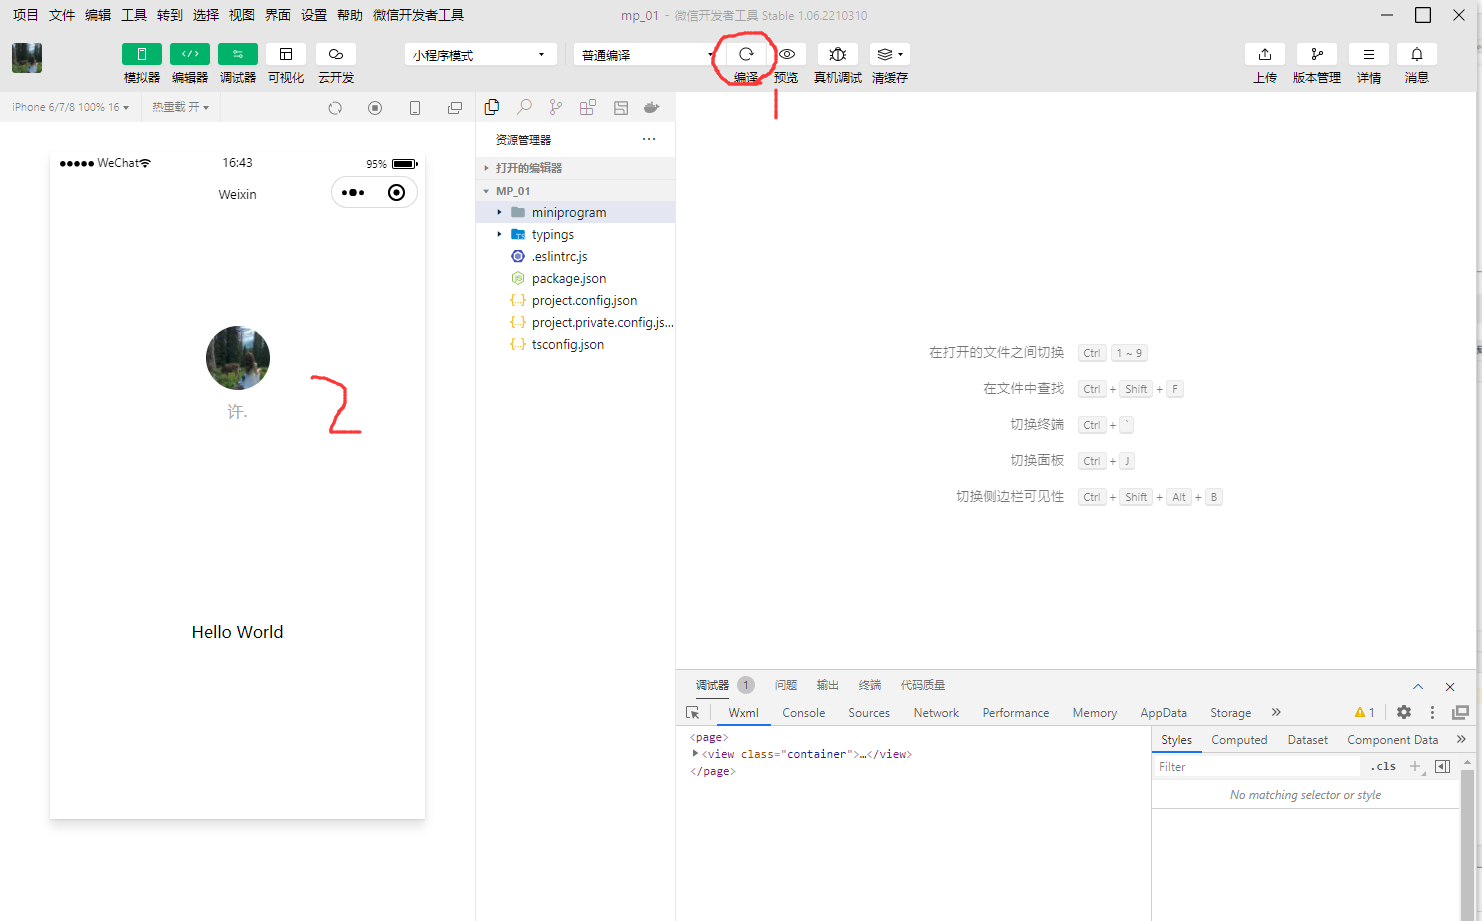 项目 文件 编辑 工具 转到 选择 视图 界面 设置 帮助 微信开发者工具 mp_01 - 微信开发者工具 Stable 1.06.2210310
小程序模式 普通编译
模拟器 编辑器 调试器 可视化 云开发 编译 预览 真机调试 清缓存 上传 版本管理 详情 消息
1
iPhone 6/7/8 100% 16 热重载 开
资源管理器
打开的编辑器
MP_01
miniprogram
typings
.eslintrc.js
package.json
project.config.json
project.private.config.js...
tsconfig.json
WeChat 16:43 95%
Weixin
许.
2
Hello World
在打开的文件之间切换 Ctrl 1 ~ 9
在文件中查找 Ctrl + Shift + F
切换终端 Ctrl + `
切换面板 Ctrl + J
切换侧边栏可见性 Ctrl + Shift + Alt + B
调试器 1 问题 输出 终端 代码质量
Wxml Console Sources Network Performance Memory AppData Storage » 1
<page>
<view class="container">…</view>
</page>
Styles Computed Dataset Component Data »
Filter .cls +
No matching selector or style